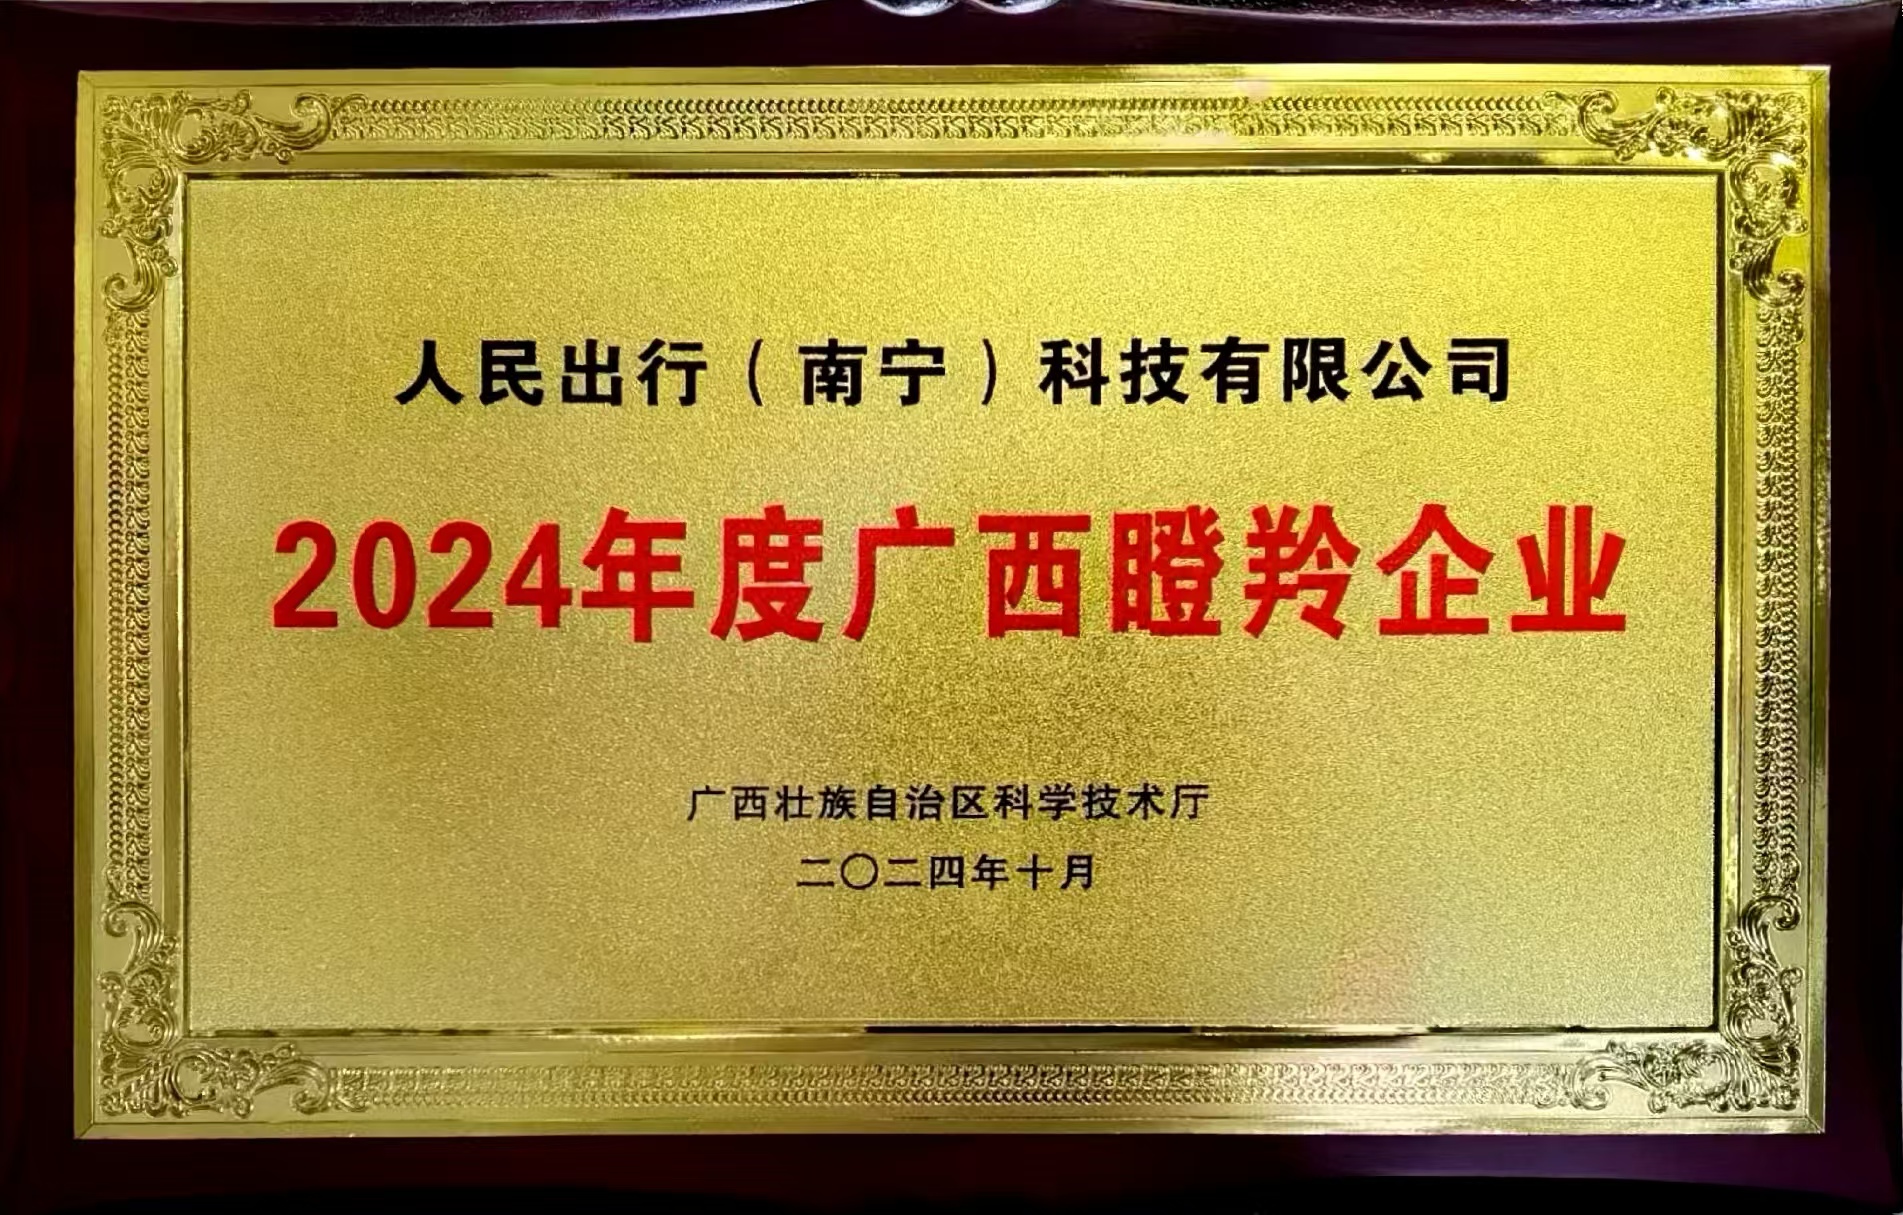 人民出行（南宁）科技有限公司
2024年度广西瞪羚企业
广西壮族自治区科学技术厅
二〇二四年十月